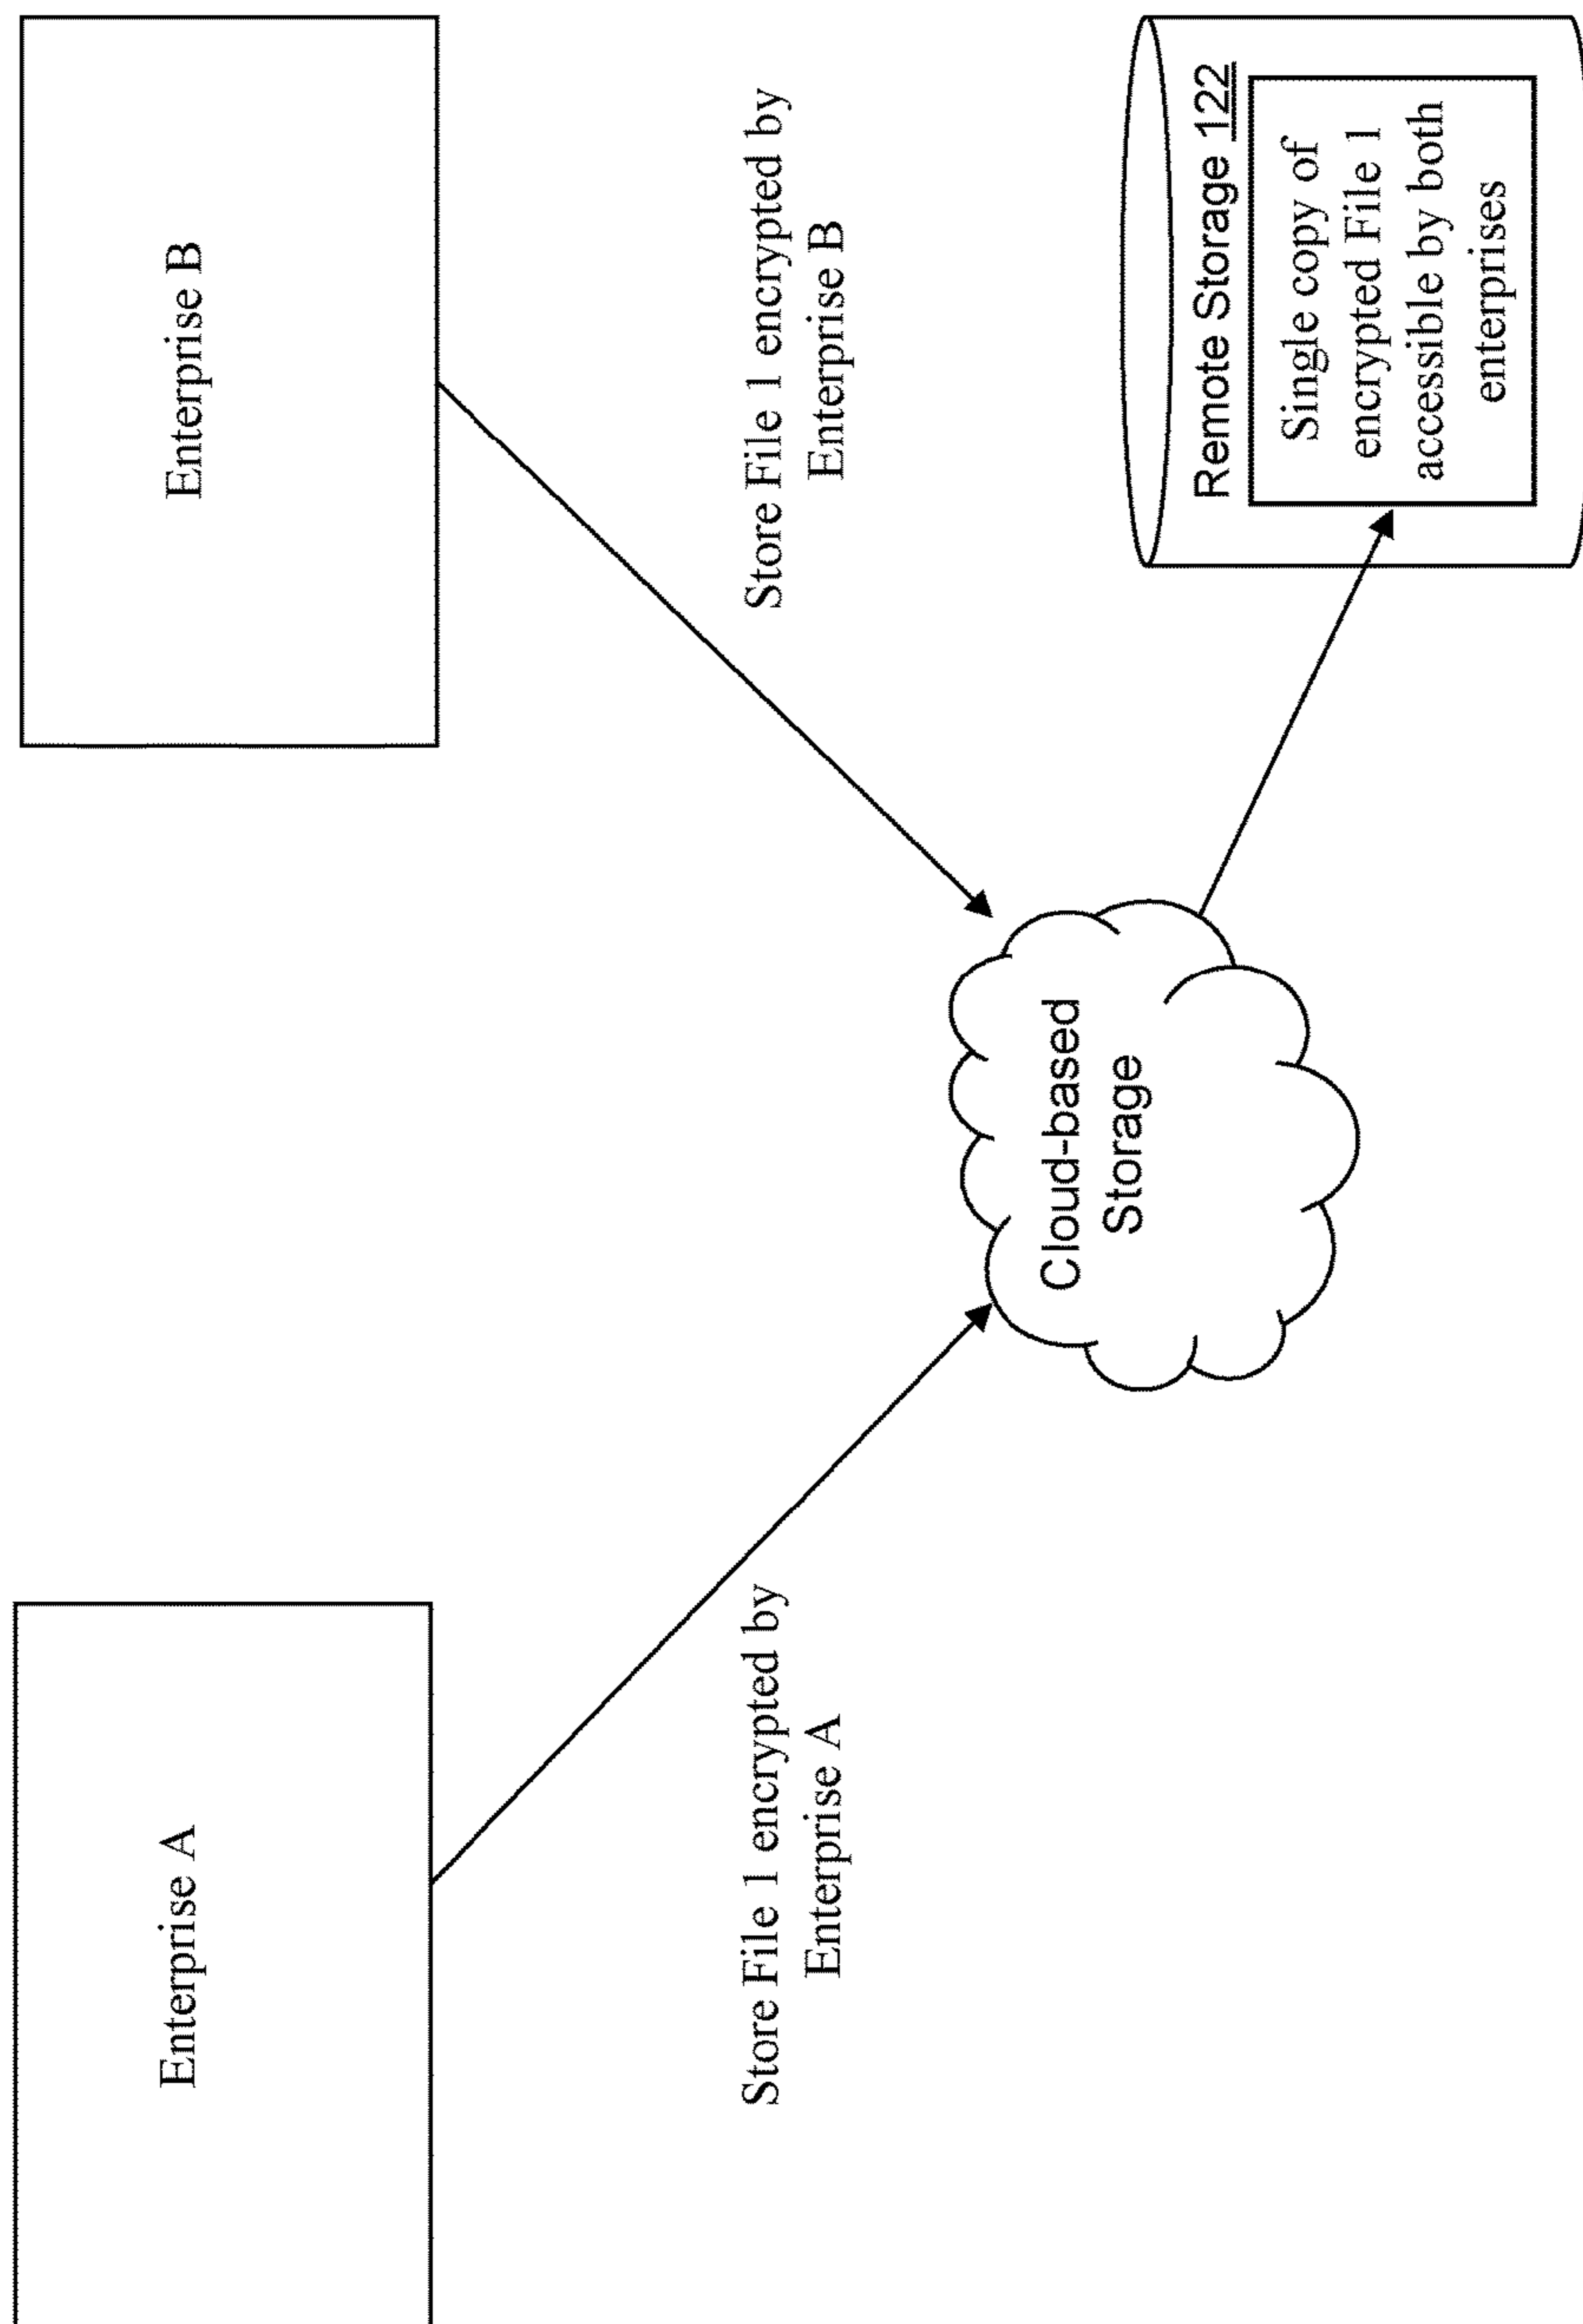 Enterprise A
Enterprise B
Store File 1 encrypted by
Enterprise A
Store File 1 encrypted by
Enterprise B
Cloud-based
Storage
Remote Storage 122
Single copy of
encrypted File 1
accessible by both
enterprises